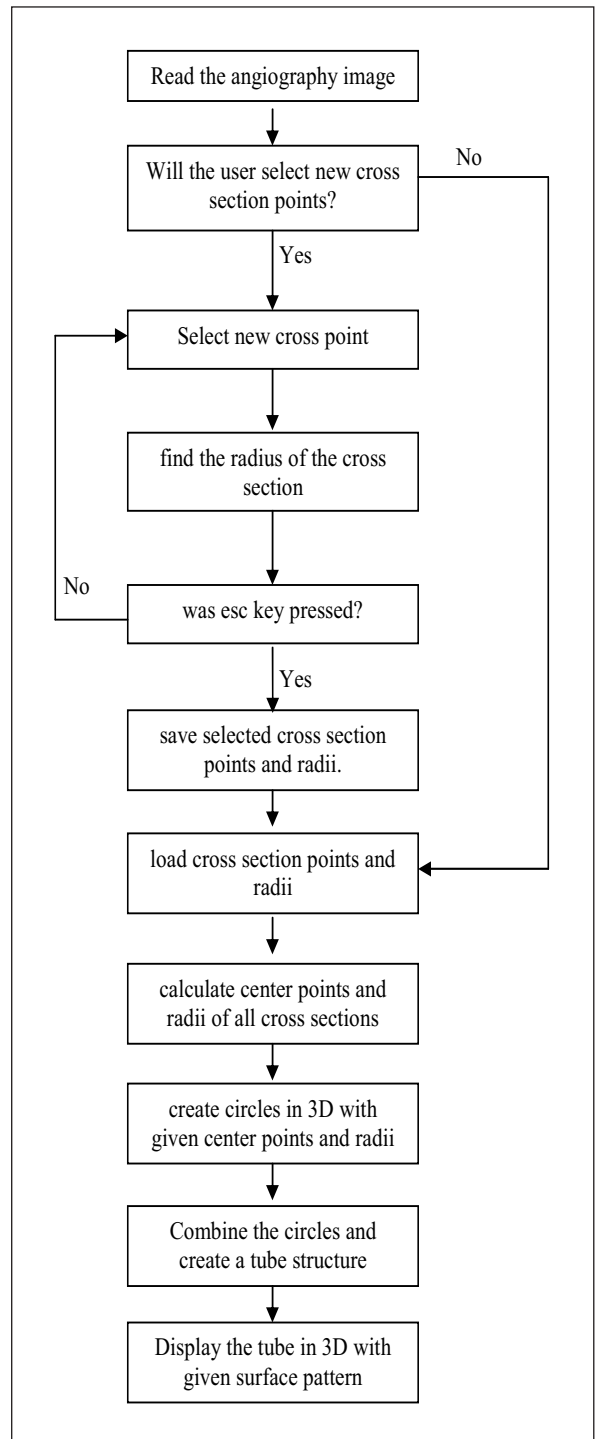 Read the angiography image
Will the user select new cross
section points?
No
Yes
Select new cross point
find the radius of the cross
section
No
was esc key pressed?
Yes
save selected cross section
points and radii.
load cross section points and
radii
calculate center points and
radii of all cross sections
create circles in 3D with
given center points and radii
Combine the circles and
create a tube structure
Display the tube in 3D with
given surface pattern